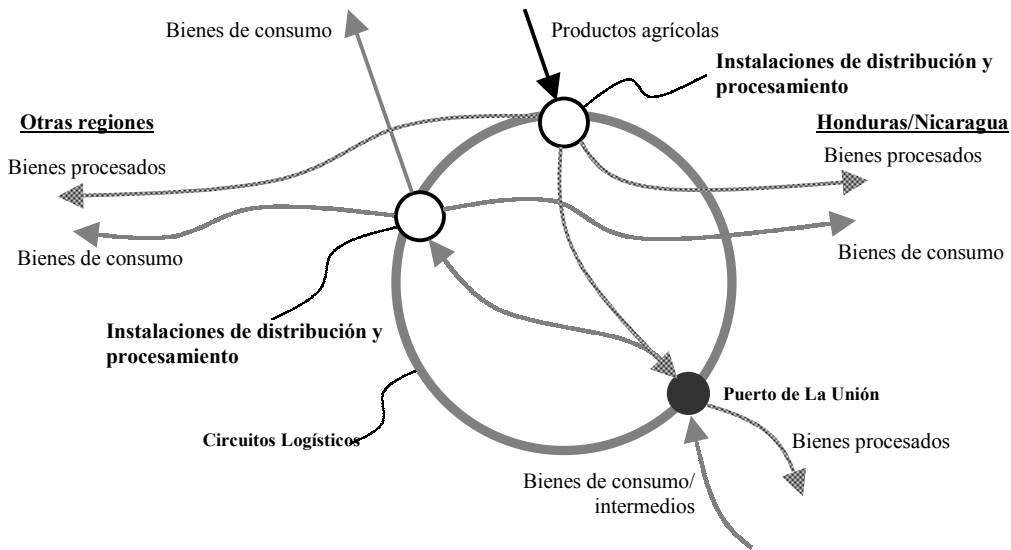 Bienes de consumo
Productos agrícolas
Instalaciones de distribución y
procesamiento
Otras regiones
Honduras/Nicaragua
Bienes procesados
Bienes procesados
Bienes de consumo
Bienes de consumo
Instalaciones de distribución y
procesamiento
Puerto de La Unión
Circuitos Logísticos
Bienes procesados
Bienes de consumo/
intermedios